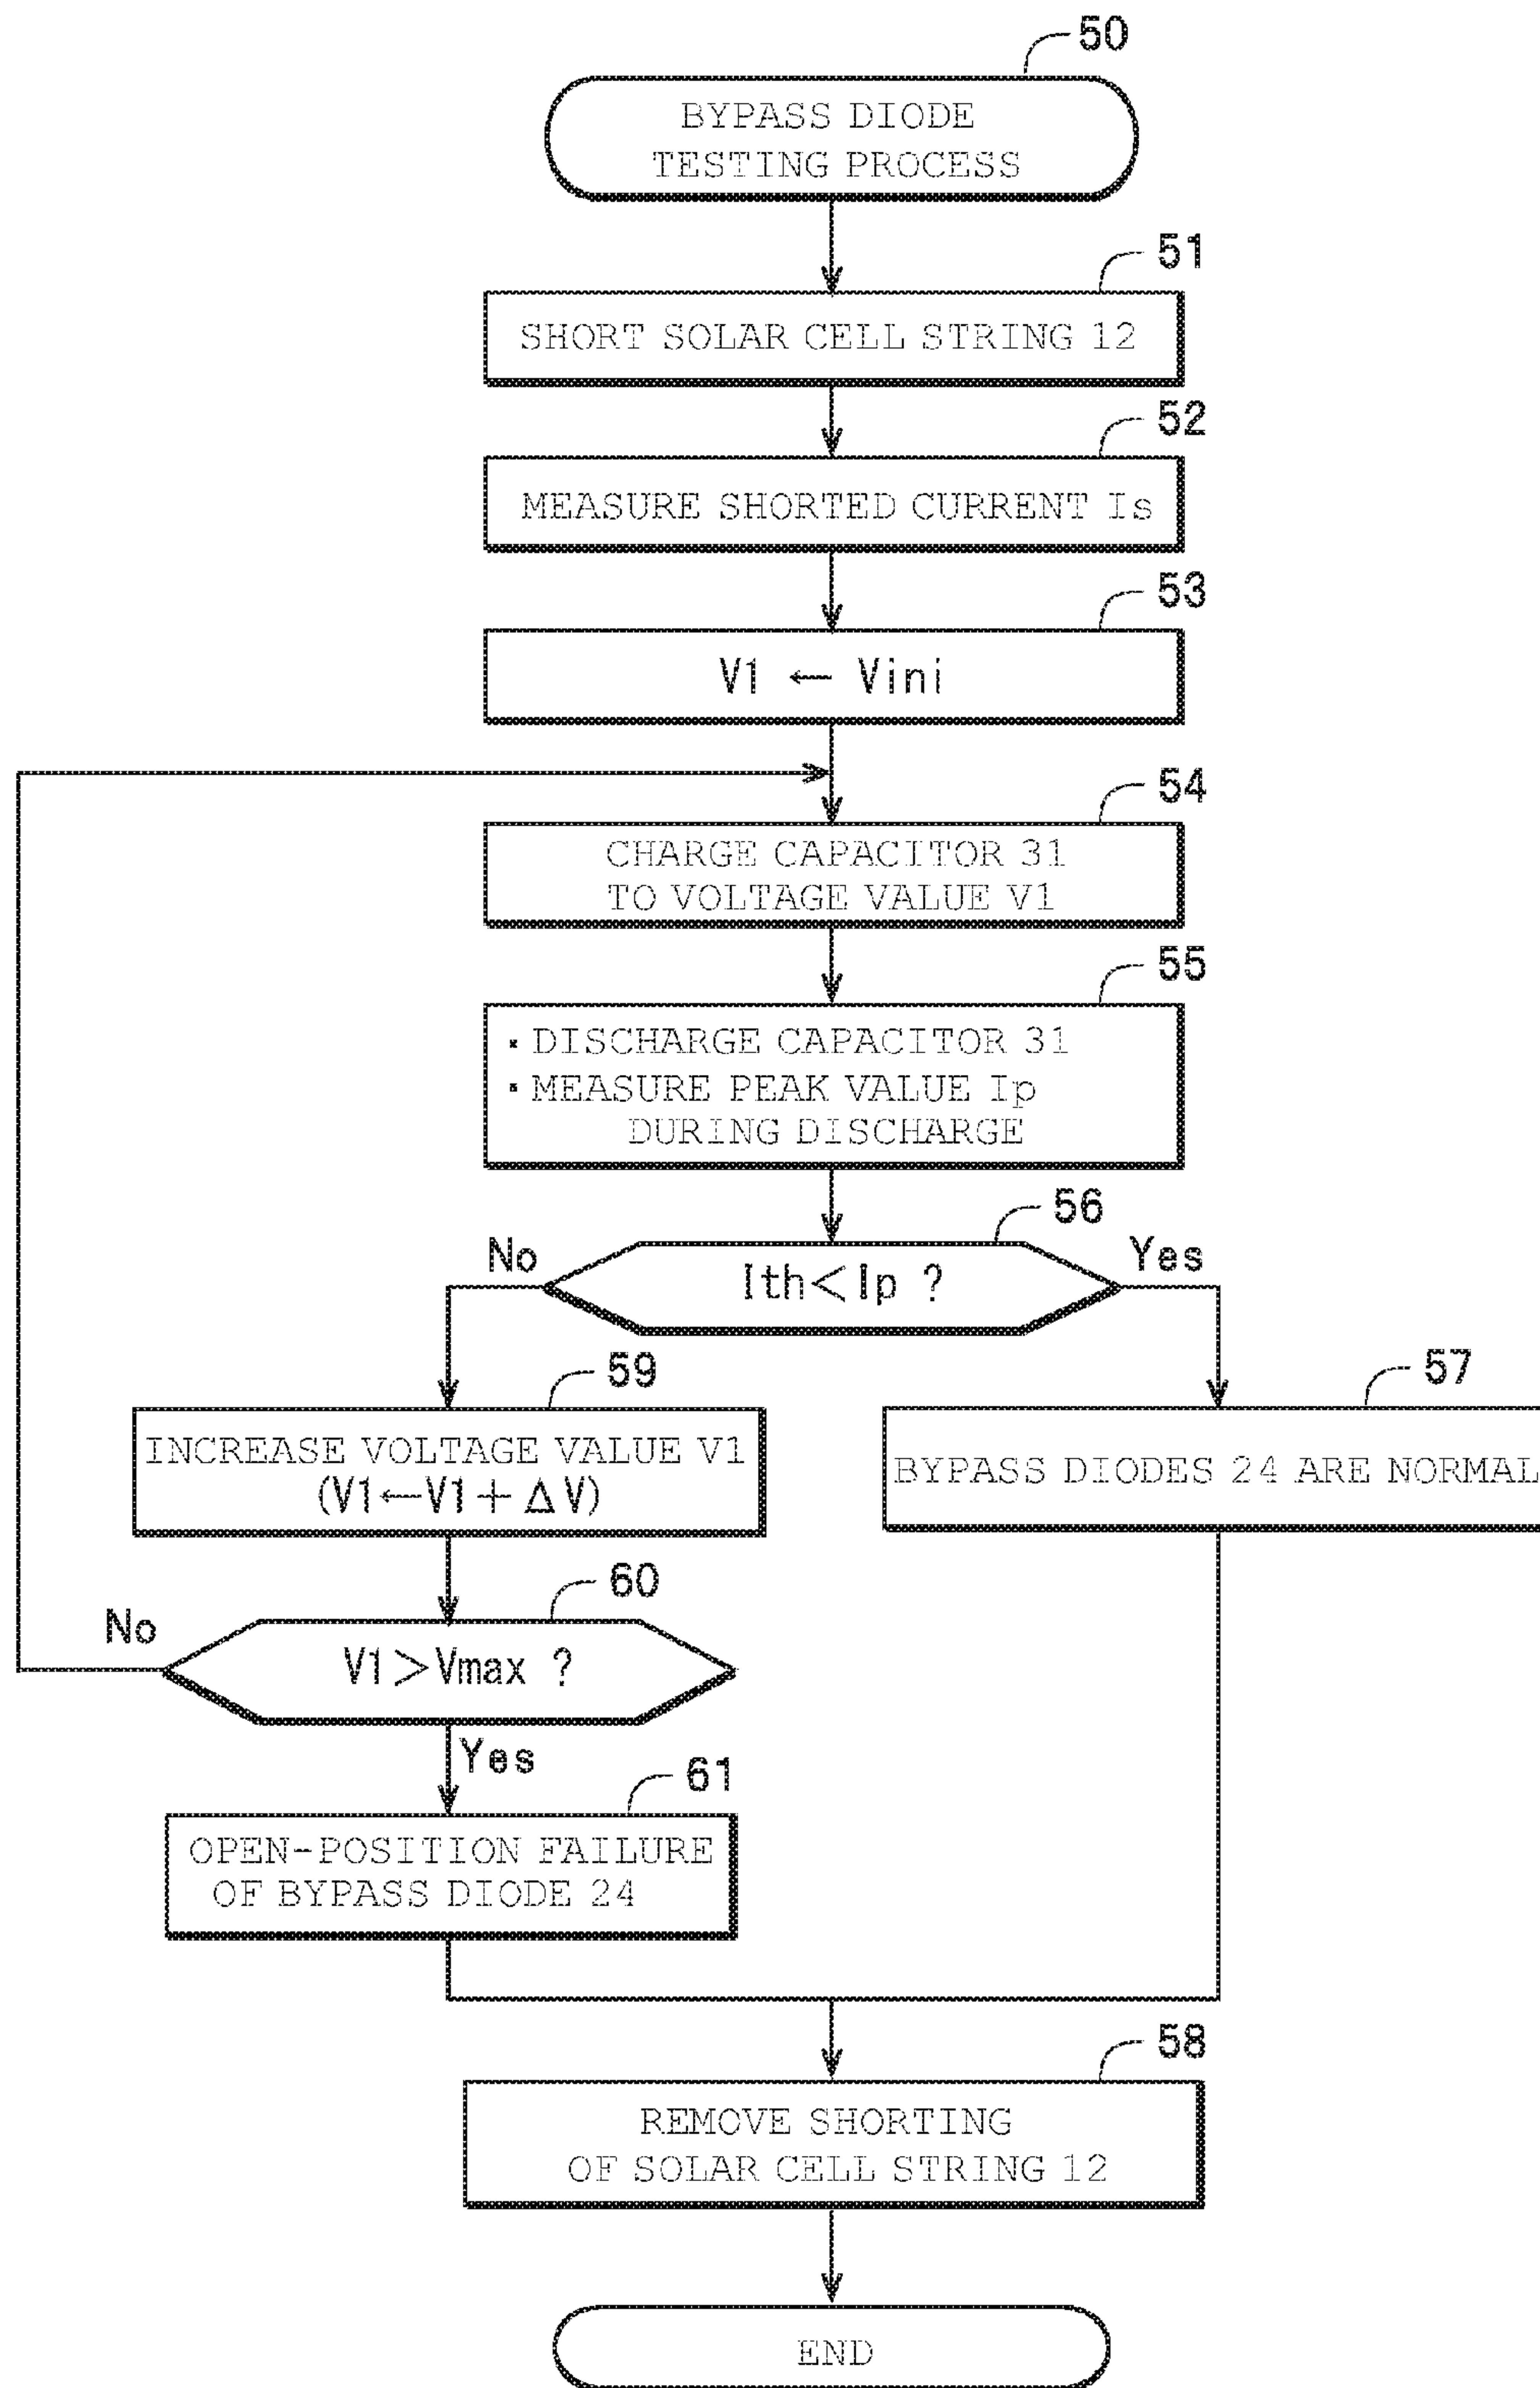 50
BYPASS DIODE
TESTING PROCESS
51
SHORT SOLAR CELL STRING 12
52
MEASURE SHORTED CURRENT Is
53
V1 ← Vini
54
CHARGE CAPACITOR 31
TO VOLTAGE VALUE V1
55
・DISCHARGE CAPACITOR 31
・MEASURE PEAK VALUE Ip
DURING DISCHARGE
56
No
Ith<Ip ?
Yes
59
INCREASE VOLTAGE VALUE V1
(V1←V1+ΔV)
57
BYPASS DIODES 24 ARE NORMAL
60
No
V1>Vmax ?
Yes
61
OPEN-POSITION FAILURE
OF BYPASS DIODE 24
58
REMOVE SHORTING
OF SOLAR CELL STRING 12
END